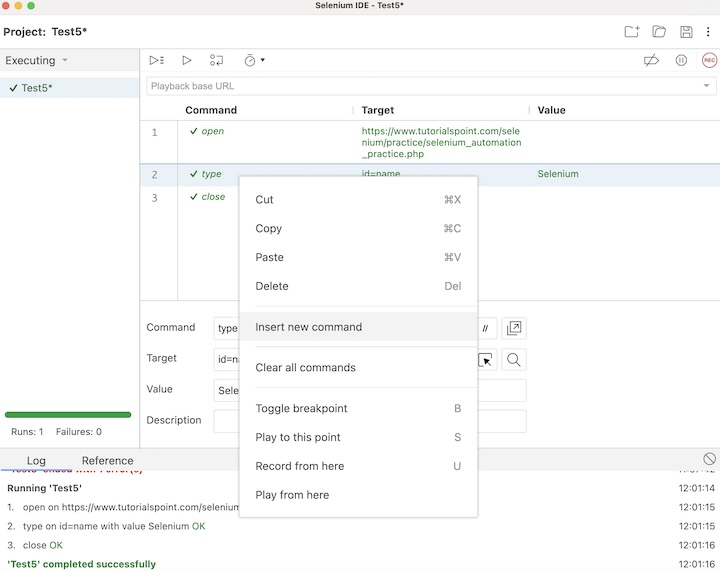 Selenium IDE - Test5*
Project: Test5*
Executing
Test5*
Playback base URL
REC
Command Target Value
1 open https://www.tutorialspoint.com/sele
nium/practice/selenium_automation
_practice.php
2 type id=name Selenium
3 close
Cut ⌘X
Copy ⌘C
Paste ⌘V
Delete Del
Insert new command
Clear all commands
Toggle breakpoint B
Play to this point S
Record from here U
Play from here
Command type //
Target id=n
Value Sele
Description
Runs: 1 Failures: 0
Log Reference
Running 'Test5' 12:01:14
1. open on https://www.tutorialspoint.com/selenium 12:01:15
2. type on id=name with value Selenium OK 12:01:15
3. close OK 12:01:16
'Test5' completed successfully 12:01:16